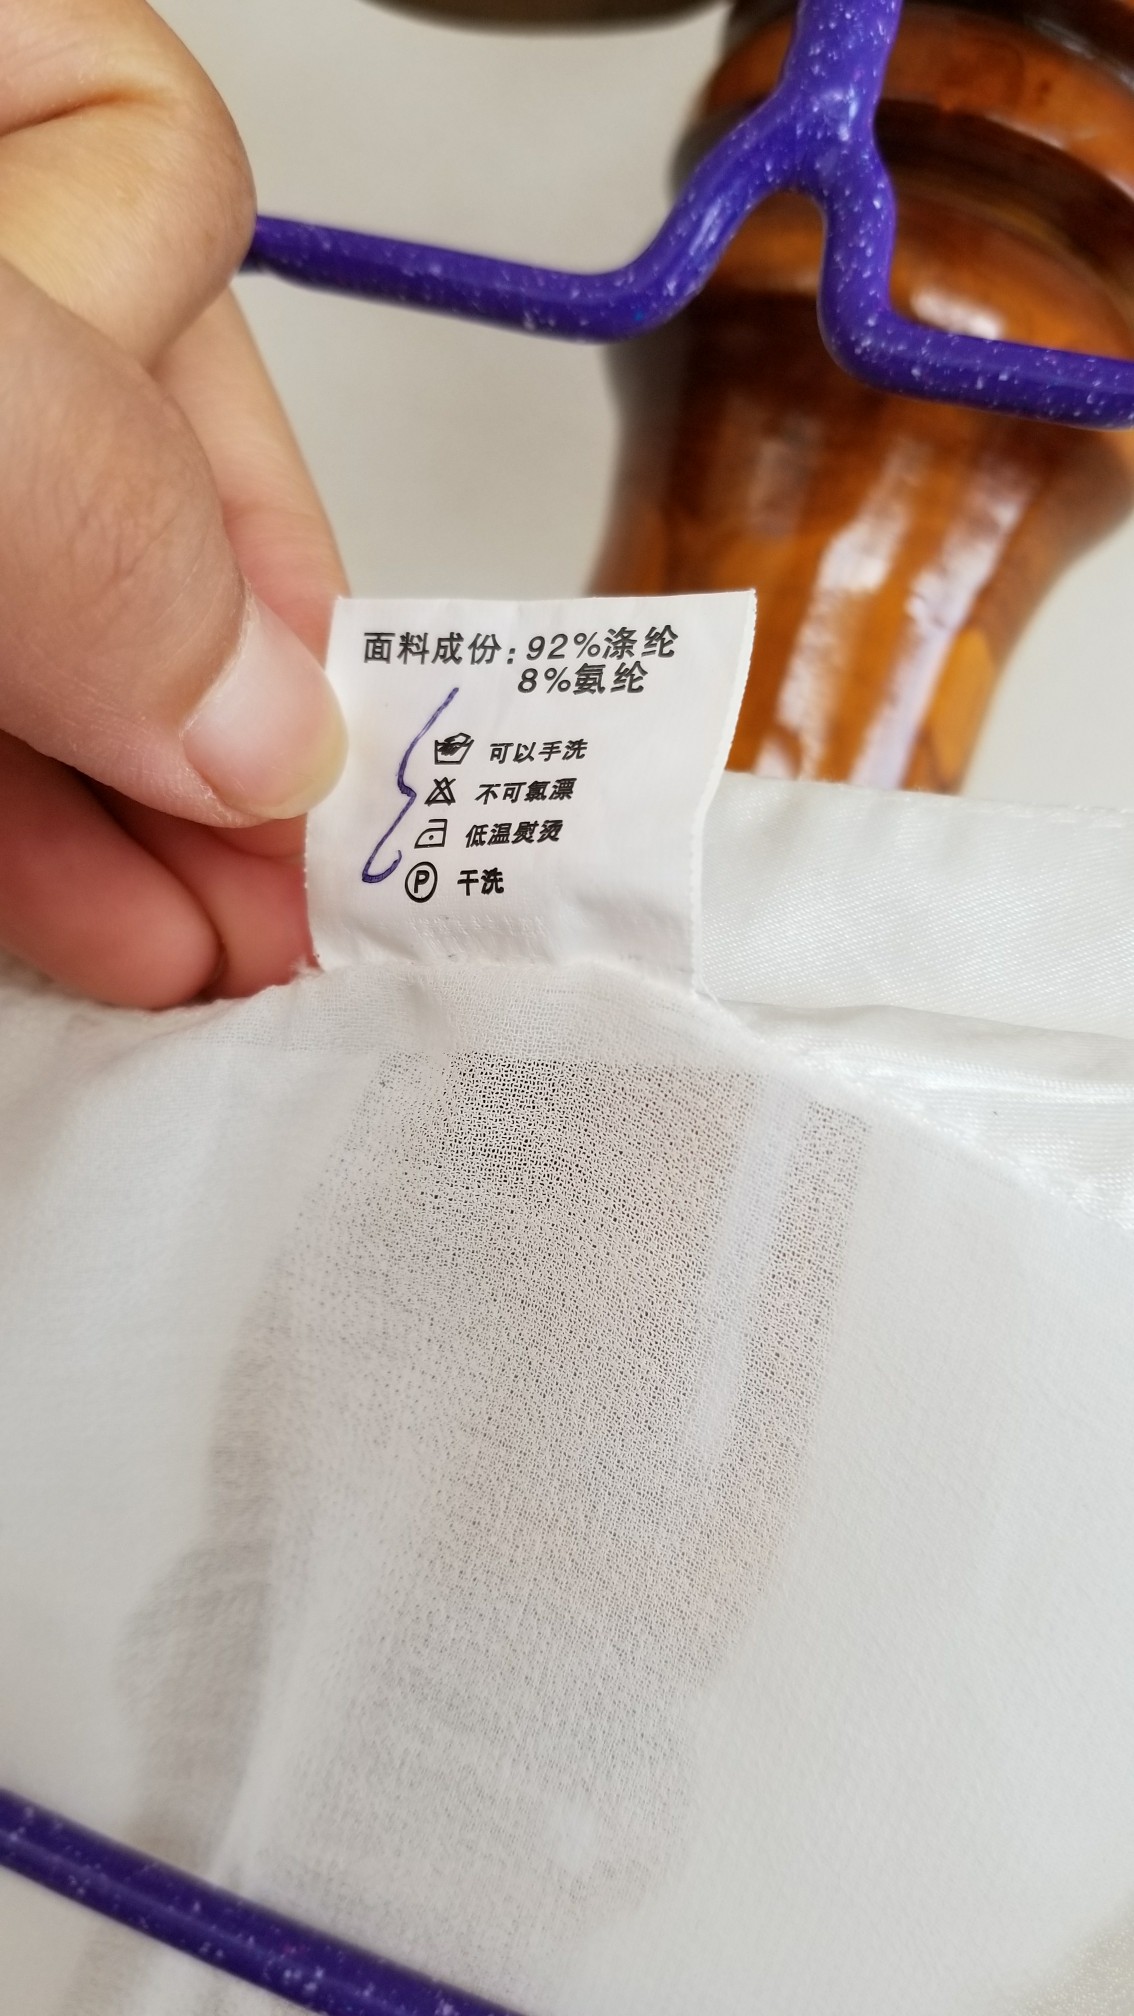 面料成份：92%涤纶
8%氨纶
可以手洗
不可氯漂
低温熨烫
P 干洗